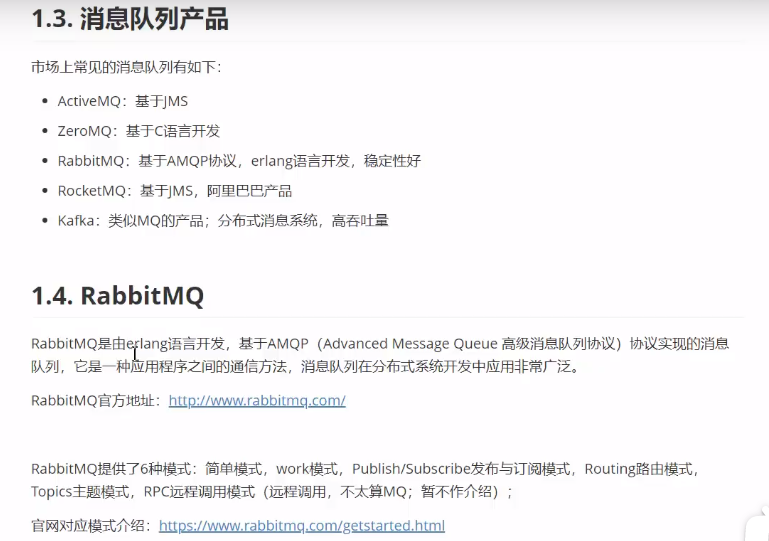 1.3. 消息队列产品
市场上常见的消息队列有如下：
• ActiveMQ：基于JMS
• ZeroMQ：基于C语言开发
• RabbitMQ：基于AMQP协议，erlang语言开发，稳定性好
• RocketMQ：基于JMS，阿里巴巴产品
• Kafka：类似MQ的产品；分布式消息系统，高吞吐量
1.4. RabbitMQ
RabbitMQ是由erlang语言开发，基于AMQP（Advanced Message Queue 高级消息队列协议）协议实现的消息
队列，它是一种应用程序之间的通信方法，消息队列在分布式系统开发中应用非常广泛。
RabbitMQ官方地址：http://www.rabbitmq.com/
RabbitMQ提供了6种模式：简单模式，work模式，Publish/Subscribe发布与订阅模式，Routing路由模式，
Topics主题模式，RPC远程调用模式（远程调用，不太算MQ；暂不作介绍）；
官网对应模式介绍：https://www.rabbitmq.com/getstarted.html